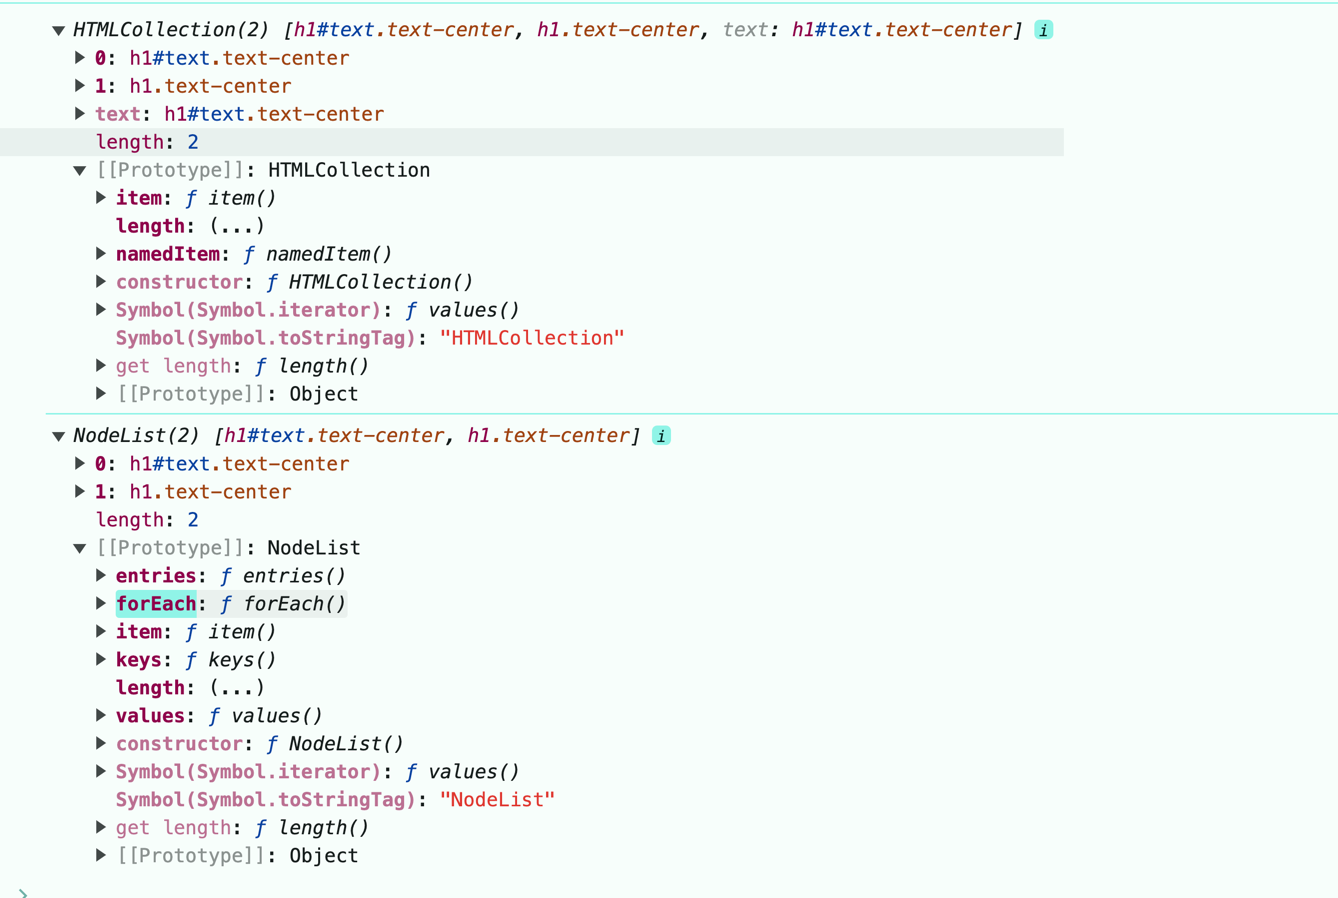 ▼ HTMLCollection(2) [h1#text.text-center, h1.text-center, text: h1#text.text-center] i
▶ 0: h1#text.text-center
▶ 1: h1.text-center
▶ text: h1#text.text-center
length: 2
▼ [[Prototype]]: HTMLCollection
▶ item: ƒ item()
length: (...)
▶ namedItem: ƒ namedItem()
▶ constructor: ƒ HTMLCollection()
▶ Symbol(Symbol.iterator): ƒ values()
Symbol(Symbol.toStringTag): "HTMLCollection"
▶ get length: ƒ length()
▶ [[Prototype]]: Object
▼ NodeList(2) [h1#text.text-center, h1.text-center] i
▶ 0: h1#text.text-center
▶ 1: h1.text-center
length: 2
▼ [[Prototype]]: NodeList
▶ entries: ƒ entries()
▶ forEach: ƒ forEach()
▶ item: ƒ item()
▶ keys: ƒ keys()
length: (...)
▶ values: ƒ values()
▶ constructor: ƒ NodeList()
▶ Symbol(Symbol.iterator): ƒ values()
Symbol(Symbol.toStringTag): "NodeList"
▶ get length: ƒ length()
▶ [[Prototype]]: Object